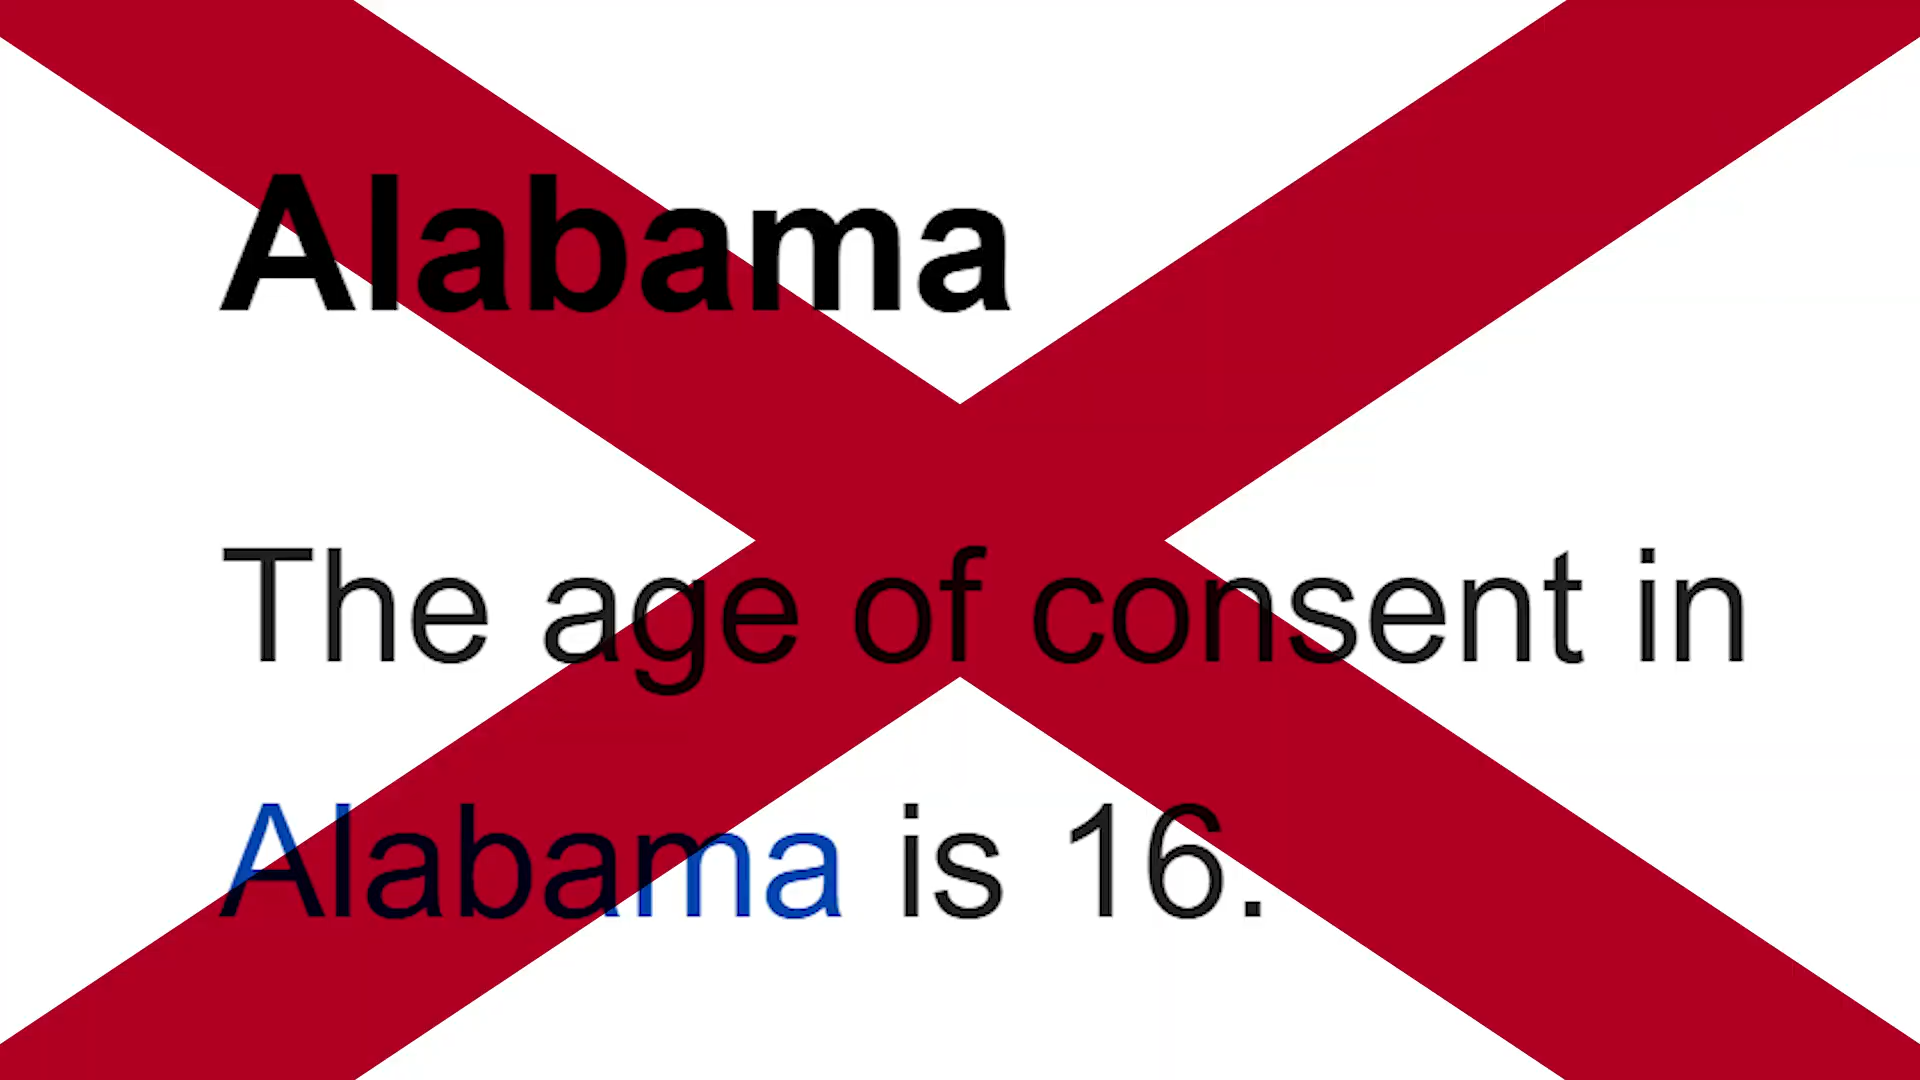 Alabama
The age of consent in
Alabama is 16.